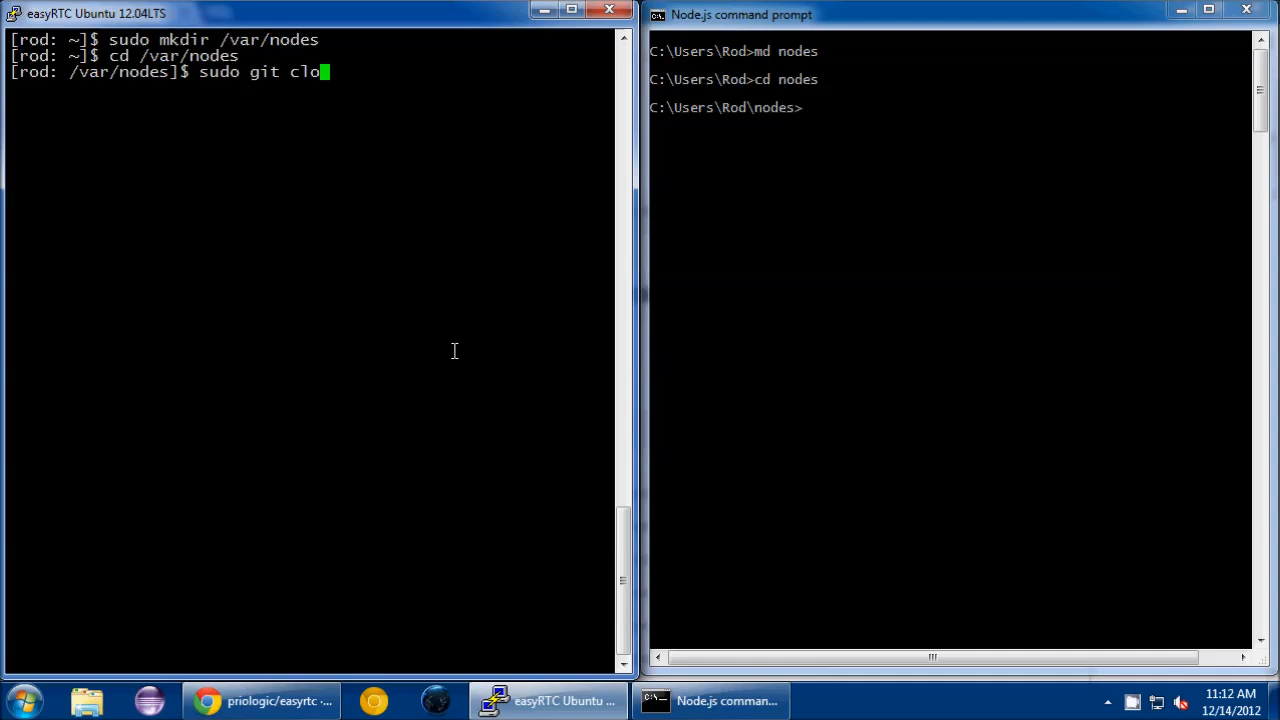 easyRTC Ubuntu 12.04LTS
[rod: ~]$ sudo mkdir /var/nodes
[rod: ~]$ cd /var/nodes
[rod: /var/nodes]$ sudo git clo
Node.js command prompt
C:\Users\Rod>md nodes
C:\Users\Rod>cd nodes
C:\Users\Rod\nodes>
priologic/easyrtc ·...
easyRTC Ubuntu ...
Node.js comman...
11:12 AM
12/14/2012